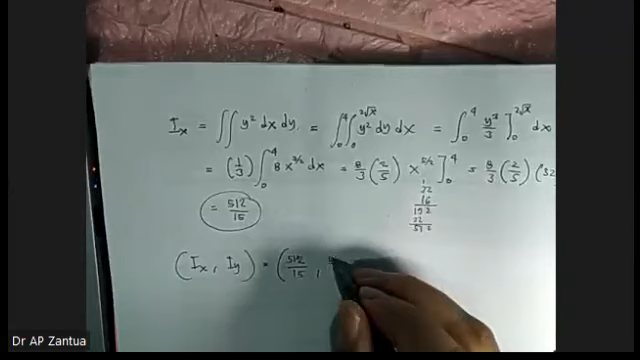 Iₓ = ∬ y² dx dy = ∫₀⁴ ∫₀^{2√x} y² dy dx = ∫₀⁴ y³/3 ]₀^{2√x} dx
= (1/3) ∫₀⁴ 8 x^{3/2} dx = 8/3 (2/5) x^{5/2} ]₀⁴ = 8/3 (2/5) (32
= 512/15
1
32
16
192
32
512
(Iₓ, I_y) = (512/15 ,
Dr AP Zantua